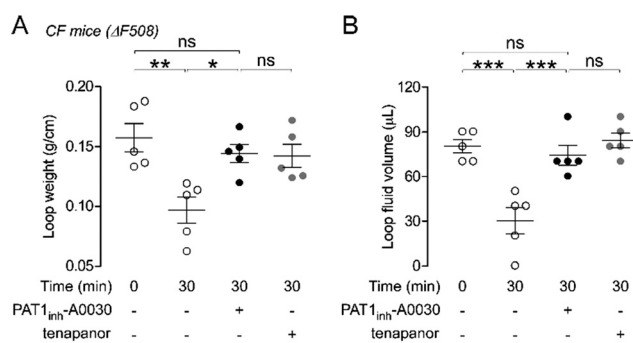 A
CF mice (ΔF508)
ns
** * ns
Loop weight (g/cm)
0.20
0.15
0.10
0.05
Time (min) 0 30 30 30
PAT1inh-A0030 - - + -
tenapanor - - - +
B
ns
*** *** ns
Loop fluid volume (μL)
120
90
60
30
0
Time (min) 0 30 30 30
PAT1inh-A0030 - - + -
tenapanor - - - +